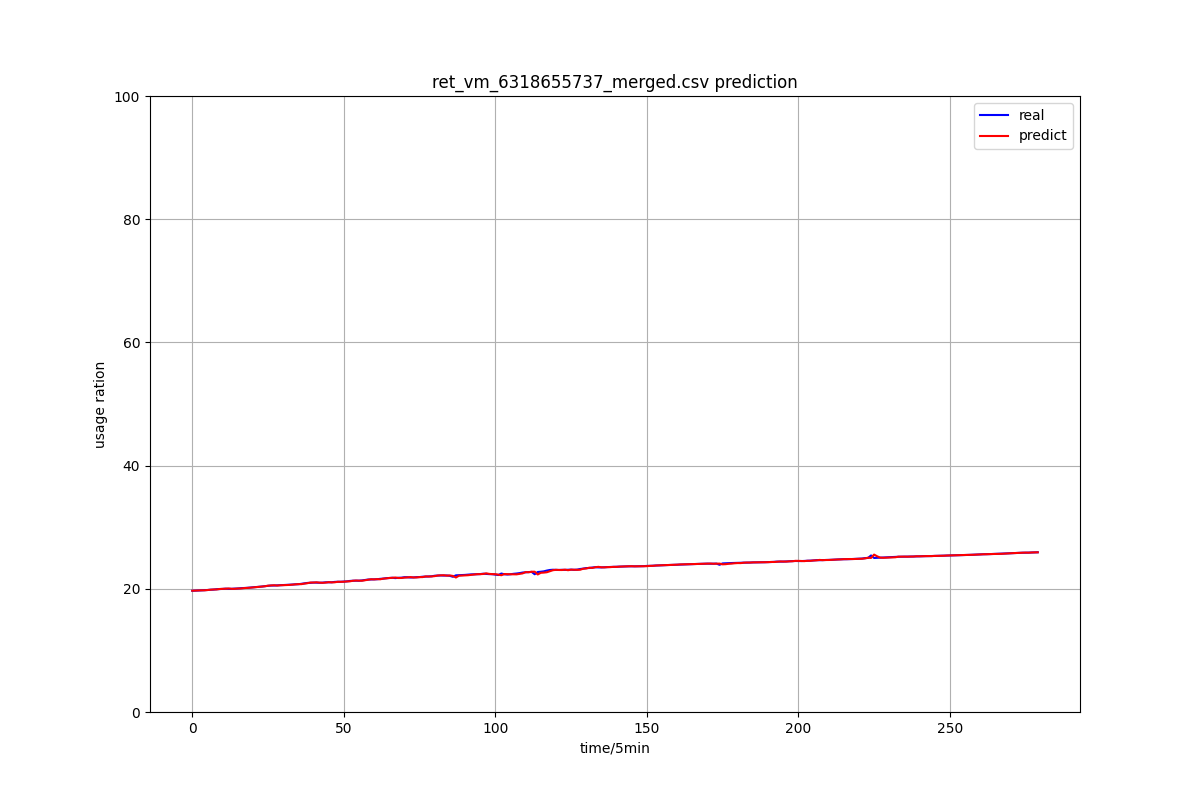 ret_vm_6318655737_merged.csv prediction
real
predict
100
80
60
40
20
0
usage ration
0 50 100 150 200 250
time/5min